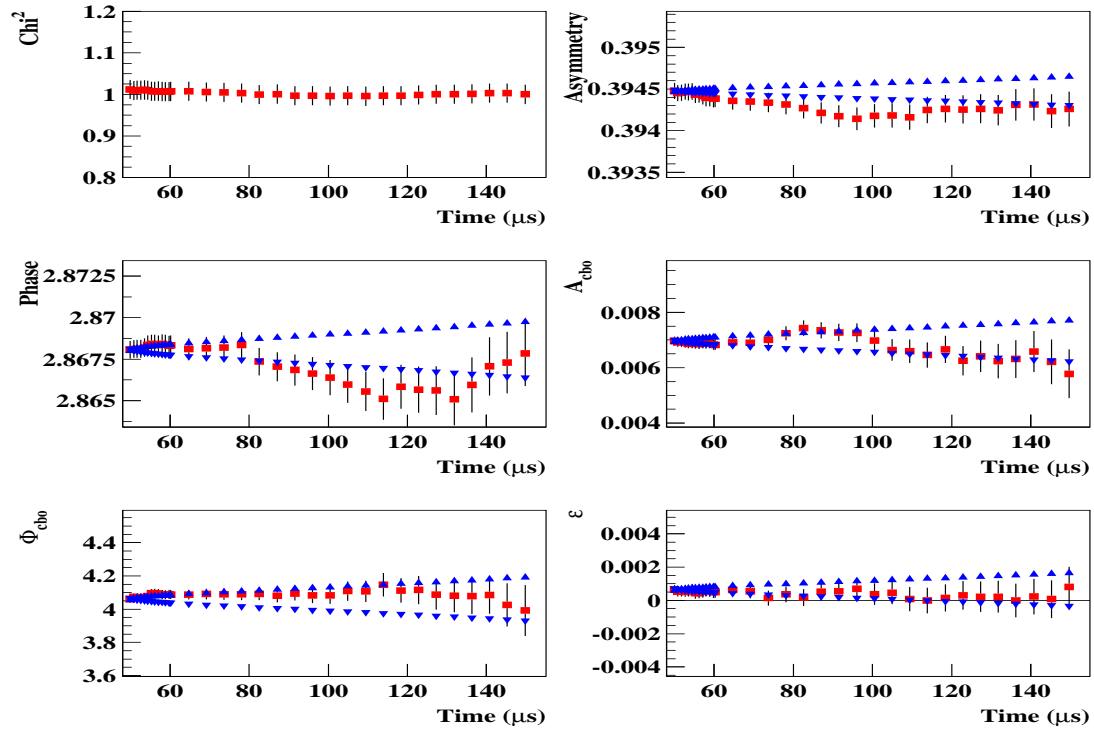 Chi²
1.2
1.1
1
0.9
0.8
60 80 100 120 140
Time (μs)
Asymmetry
0.395
0.3945
0.394
0.3935
60 80 100 120 140
Time (μs)
Phase
2.8725
2.87
2.8675
2.865
60 80 100 120 140
Time (μs)
A_cbo
0.008
0.006
0.004
60 80 100 120 140
Time (μs)
Φ_cbo
4.4
4.2
4
3.8
3.6
60 80 100 120 140
Time (μs)
ε
0.004
0.002
0
-0.002
-0.004
60 80 100 120 140
Time (μs)